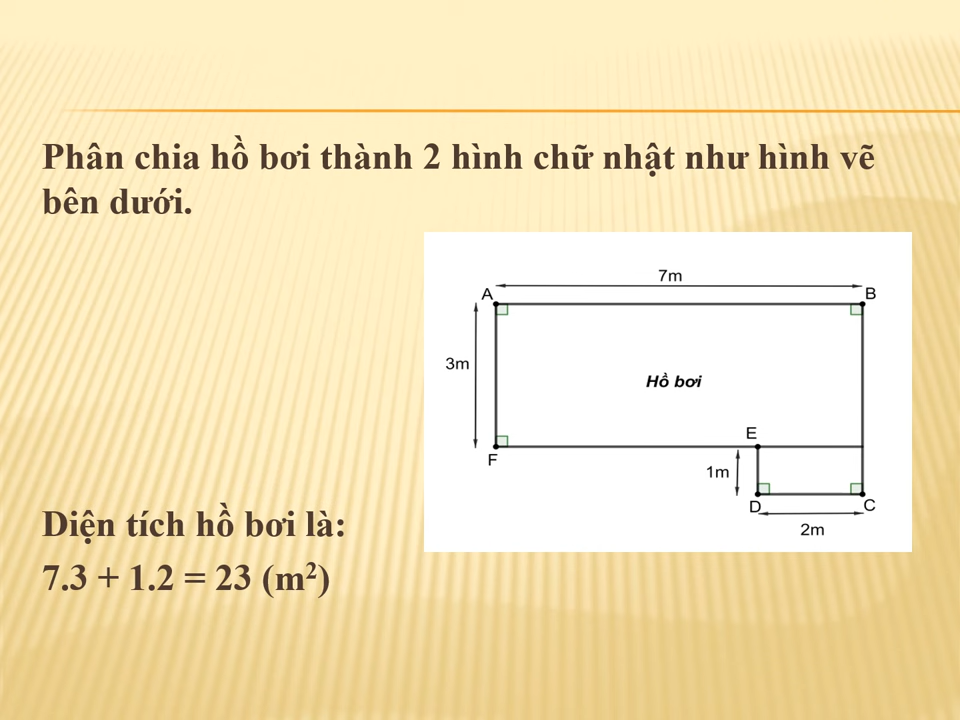 Phân chia hồ bơi thành 2 hình chữ nhật như hình vẽ
bên dưới.
7m
A
B
3m
Hồ bơi
E
F
1m
D
C
2m
Diện tích hồ bơi là:
7.3 + 1.2 = 23 (m²)